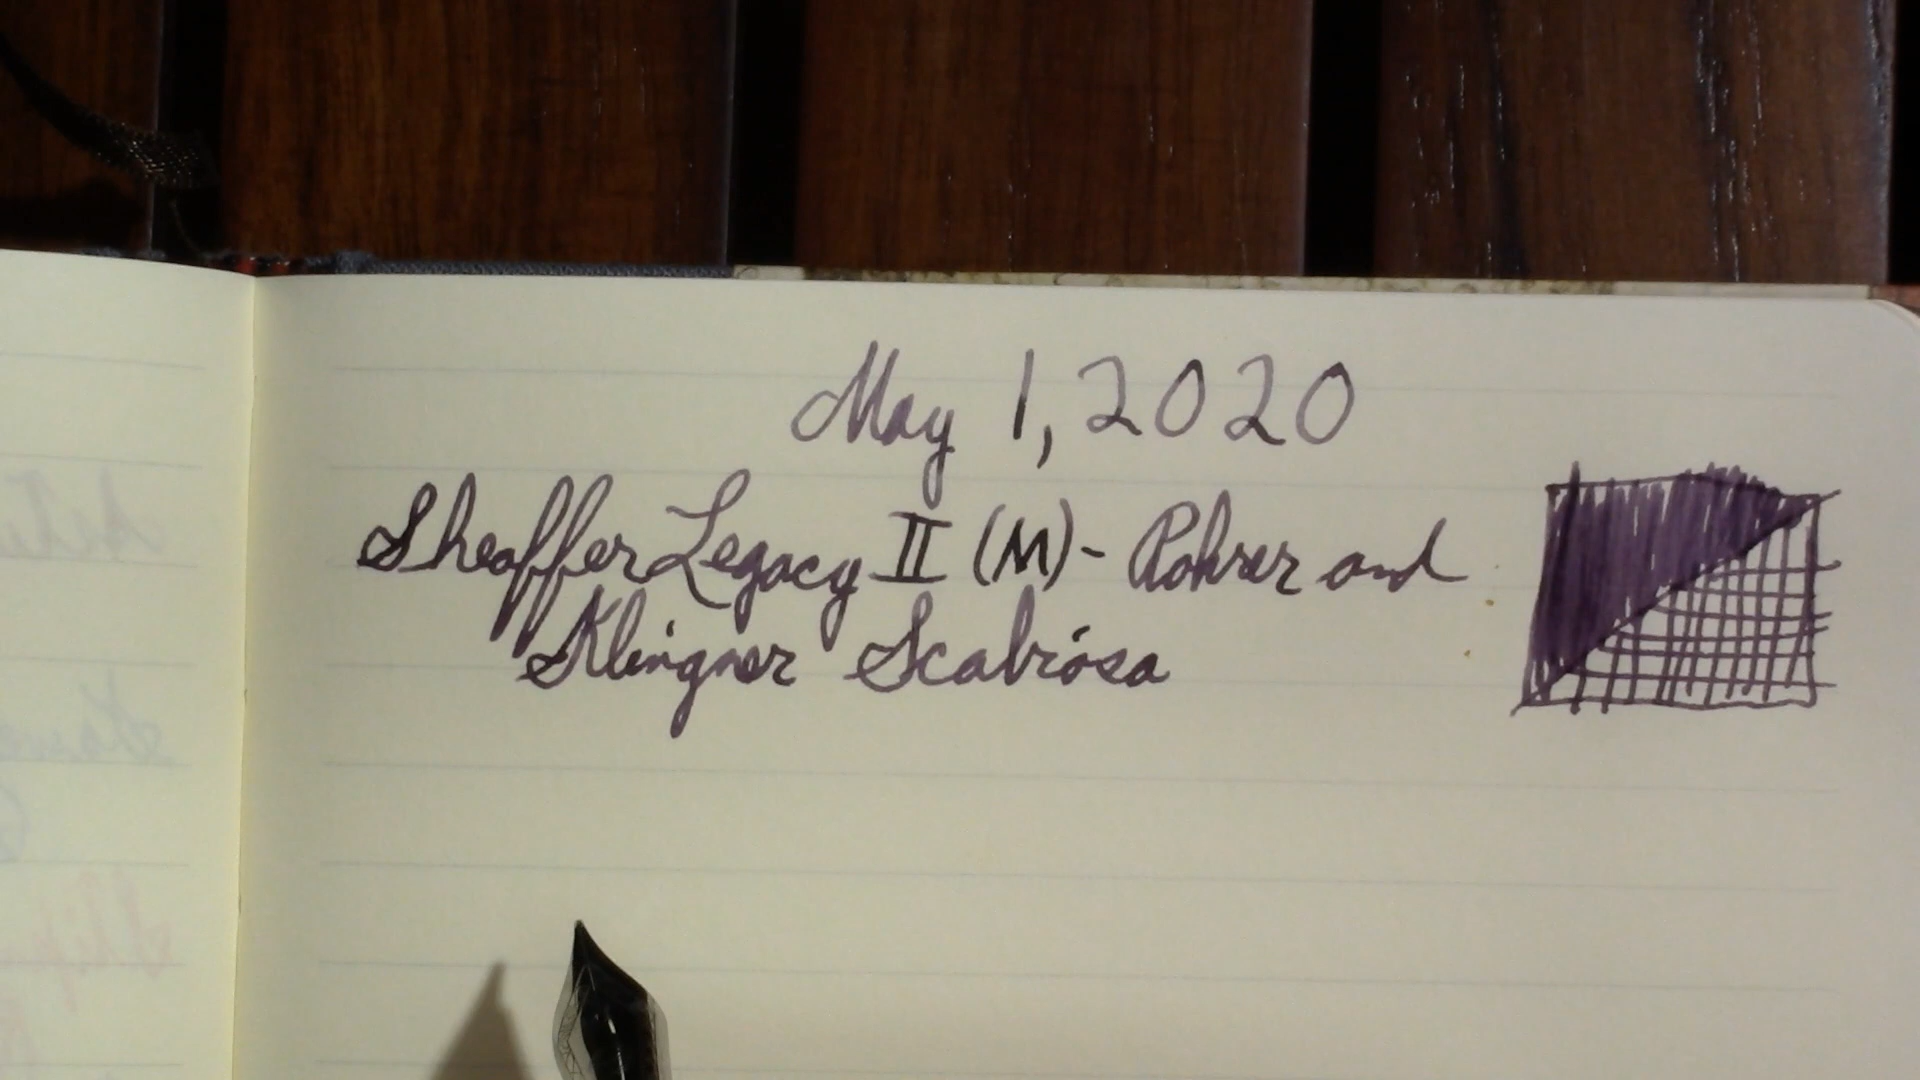 May 1, 2020
Sheaffer Legacy II (M) - Rohrer and
Klingner Scabiosa